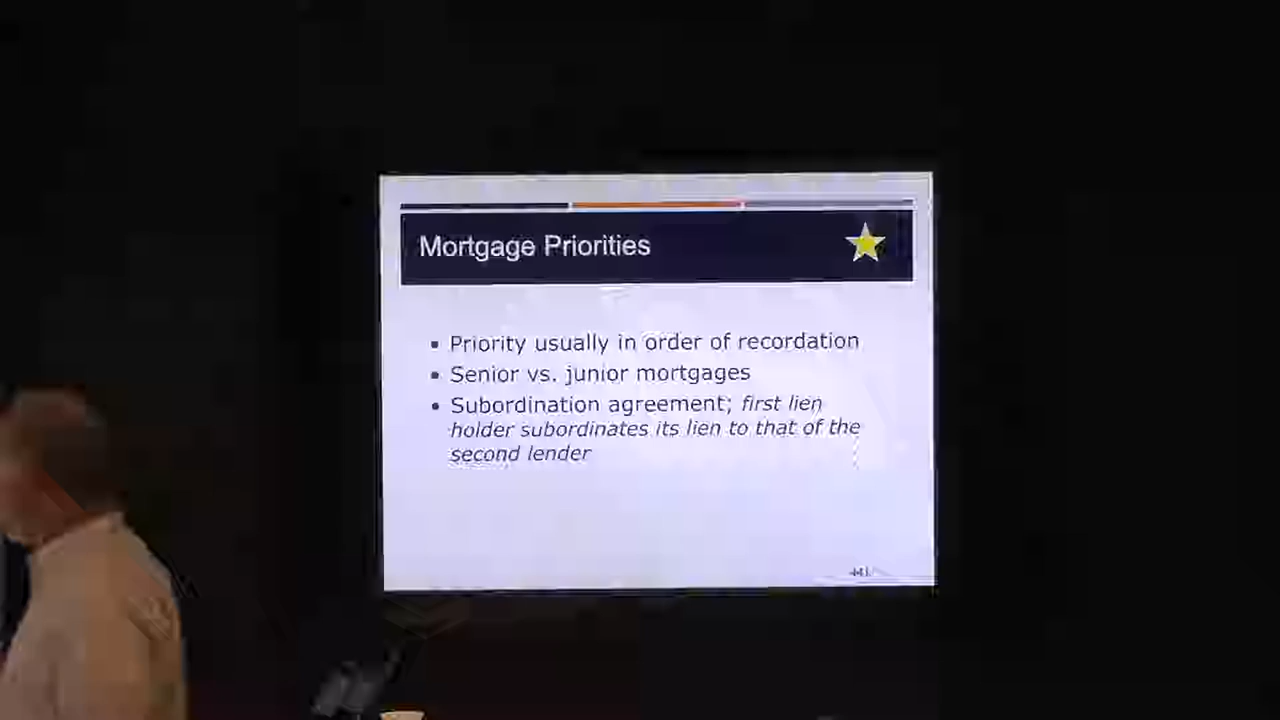 Mortgage Priorities
• Priority usually in order of recordation
• Senior vs. junior mortgages
• Subordination agreement; first lien
holder subordinates its lien to that of the
second lender